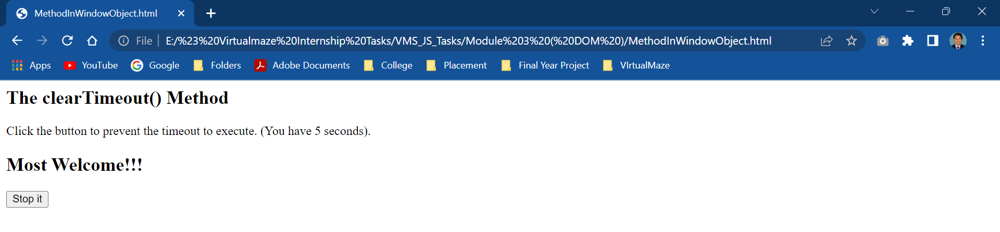 MethodInWindowObject.html
File E:/%23%20Virtualmaze%20Internship%20Tasks/VMS_JS_Tasks/Module%203%20(%20DOM%20)/MethodInWindowObject.html
Apps YouTube Google Folders Adobe Documents College Placement Final Year Project VIrtualMaze
The clearTimeout() Method
Click the button to prevent the timeout to execute. (You have 5 seconds).
Most Welcome!!!
Stop it